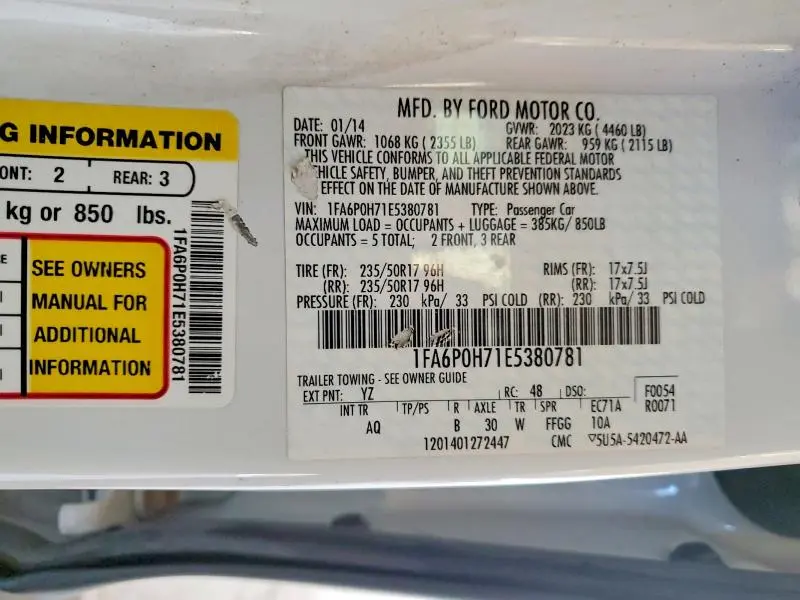 G INFORMATION
ONT: 2 REAR: 3
kg or 850 lbs.
SEE OWNERS
MANUAL FOR
ADDITIONAL
INFORMATION
1FA6P0H71E5380781
MFD. BY FORD MOTOR CO.
DATE: 01/14 GVWR: 2023 KG ( 4460 LB)
FRONT GAWR: 1068 KG ( 2355 LB) REAR GAWR: 959 KG ( 2115 LB)
THIS VEHICLE CONFORMS TO ALL APPLICABLE FEDERAL MOTOR
VEHICLE SAFETY, BUMPER, AND THEFT PREVENTION STANDARDS
EFFECT ON THE DATE OF MANUFACTURE SHOWN ABOVE.
VIN: 1FA6P0H71E5380781 TYPE: Passenger Car
MAXIMUM LOAD = OCCUPANTS + LUGGAGE = 385KG/ 850LB
OCCUPANTS = 5 TOTAL; 2 FRONT, 3 REAR
TIRE (FR): 235/50R17 96H RIMS (FR): 17x7.5J
(RR): 235/50R17 96H (RR): 17x7.5J
PRESSURE (FR): 230 kPa/ 33 PSI COLD (RR): 230 kPa/ 33 PSI COLD
1FA6P0H71E5380781
TRAILER TOWING - SEE OWNER GUIDE
EXT PNT: YZ RC: 48 DSO: F0054
INT TR TP/PS R AXLE TR SPR EC71A R0071
AQ B 30 W FFGG 10A
1201401272447 CMC ▽5U5A-5420472-AA